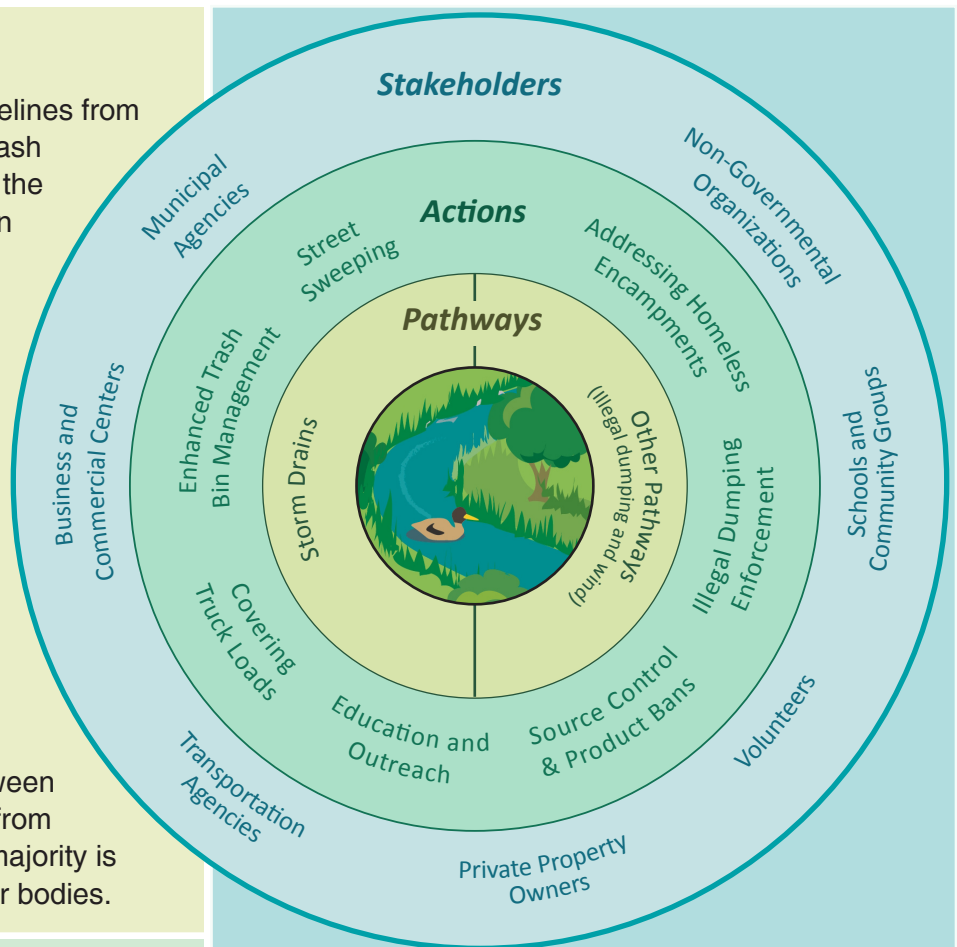 elines from
ash
the
n
ween
from
majority is
r bodies.
Stakeholders
Municipal
Agencies
Non-Governmental
Organizations
Business and
Commercial Centers
Schools and
Community Grounds
Transportation
Agencies
Volunteers
Private Property
Owners
Actions
Street
Sweeping
Addressing Homeless
Encampments
Enhanced Trash
Bin Management
Illegal Dumping
Enforcement
Covering
Truck Loads
Education and
Outreach
Source Control
& Product Bans
Pathways
Storm Drains
Other Pathways
(Illegal dumping and wind)